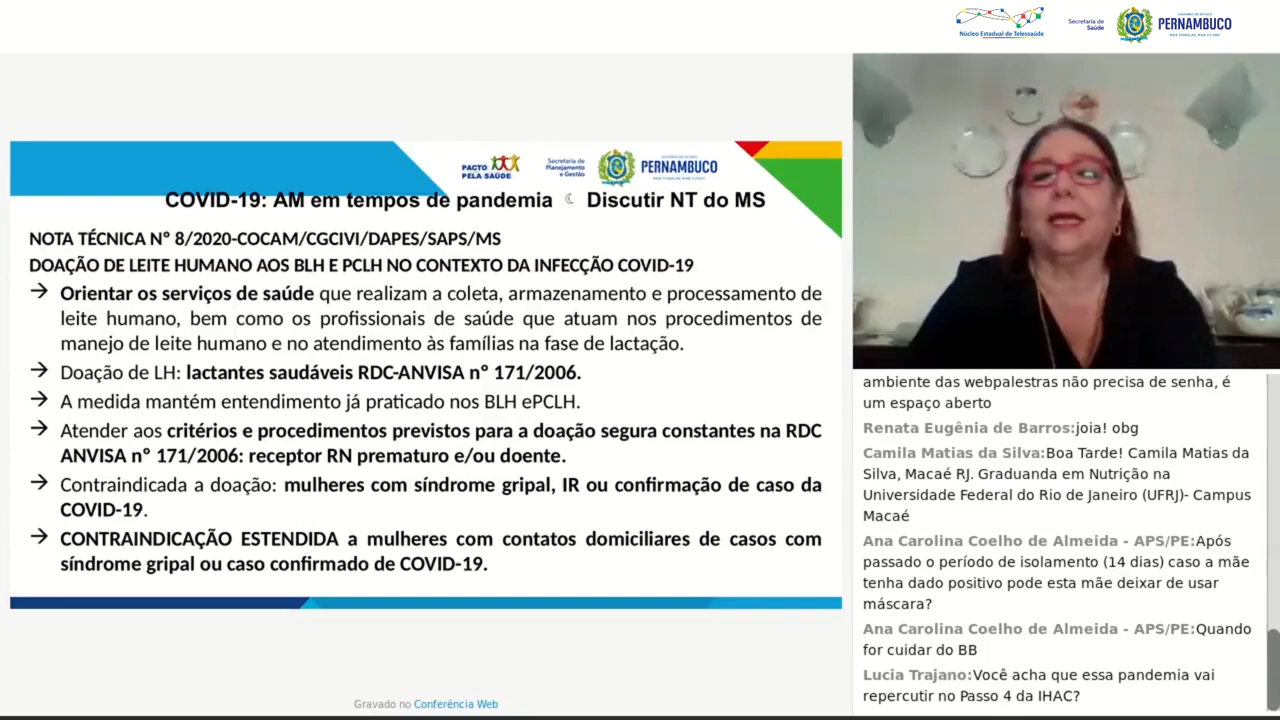 Núcleo Estadual de Telessaúde
Secretaria de
Saúde
PERNAMBUCO
PACTO
PELA SAÚDE
Secretaria de
Planejamento
e Gestão
PERNAMBUCO
COVID-19: AM em tempos de pandemia ☾ Discutir NT do MS
NOTA TÉCNICA Nº 8/2020-COCAM/CGCIVI/DAPES/SAPS/MS
DOAÇÃO DE LEITE HUMANO AOS BLH E PCLH NO CONTEXTO DA INFECÇÃO COVID-19
→ Orientar os serviços de saúde que realizam a coleta, armazenamento e processamento de
leite humano, bem como os profissionais de saúde que atuam nos procedimentos de
manejo de leite humano e no atendimento às famílias na fase de lactação.
→ Doação de LH: lactantes saudáveis RDC-ANVISA nº 171/2006.
→ A medida mantém entendimento já praticado nos BLH ePCLH.
→ Atender aos critérios e procedimentos previstos para a doação segura constantes na RDC
ANVISA nº 171/2006: receptor RN prematuro e/ou doente.
→ Contraindicada a doação: mulheres com síndrome gripal, IR ou confirmação de caso da
COVID-19.
→ CONTRAINDICAÇÃO ESTENDIDA a mulheres com contatos domiciliares de casos com
síndrome gripal ou caso confirmado de COVID-19.
Gravado no Conferência Web
ambiente das webpalestras não precisa de senha, é
um espaço aberto
Renata Eugênia de Barros:joia! obg
Camila Matias da Silva:Boa Tarde! Camila Matias da
Silva, Macaé RJ. Graduanda em Nutrição na
Universidade Federal do Rio de Janeiro (UFRJ)- Campus
Macaé
Ana Carolina Coelho de Almeida - APS/PE:Após
passado o período de isolamento (14 dias) caso a mãe
tenha dado positivo pode esta mãe deixar de usar
máscara?
Ana Carolina Coelho de Almeida - APS/PE:Quando
for cuidar do BB
Lucia Trajano:Você acha que essa pandemia vai
repercutir no Passo 4 da IHAC?